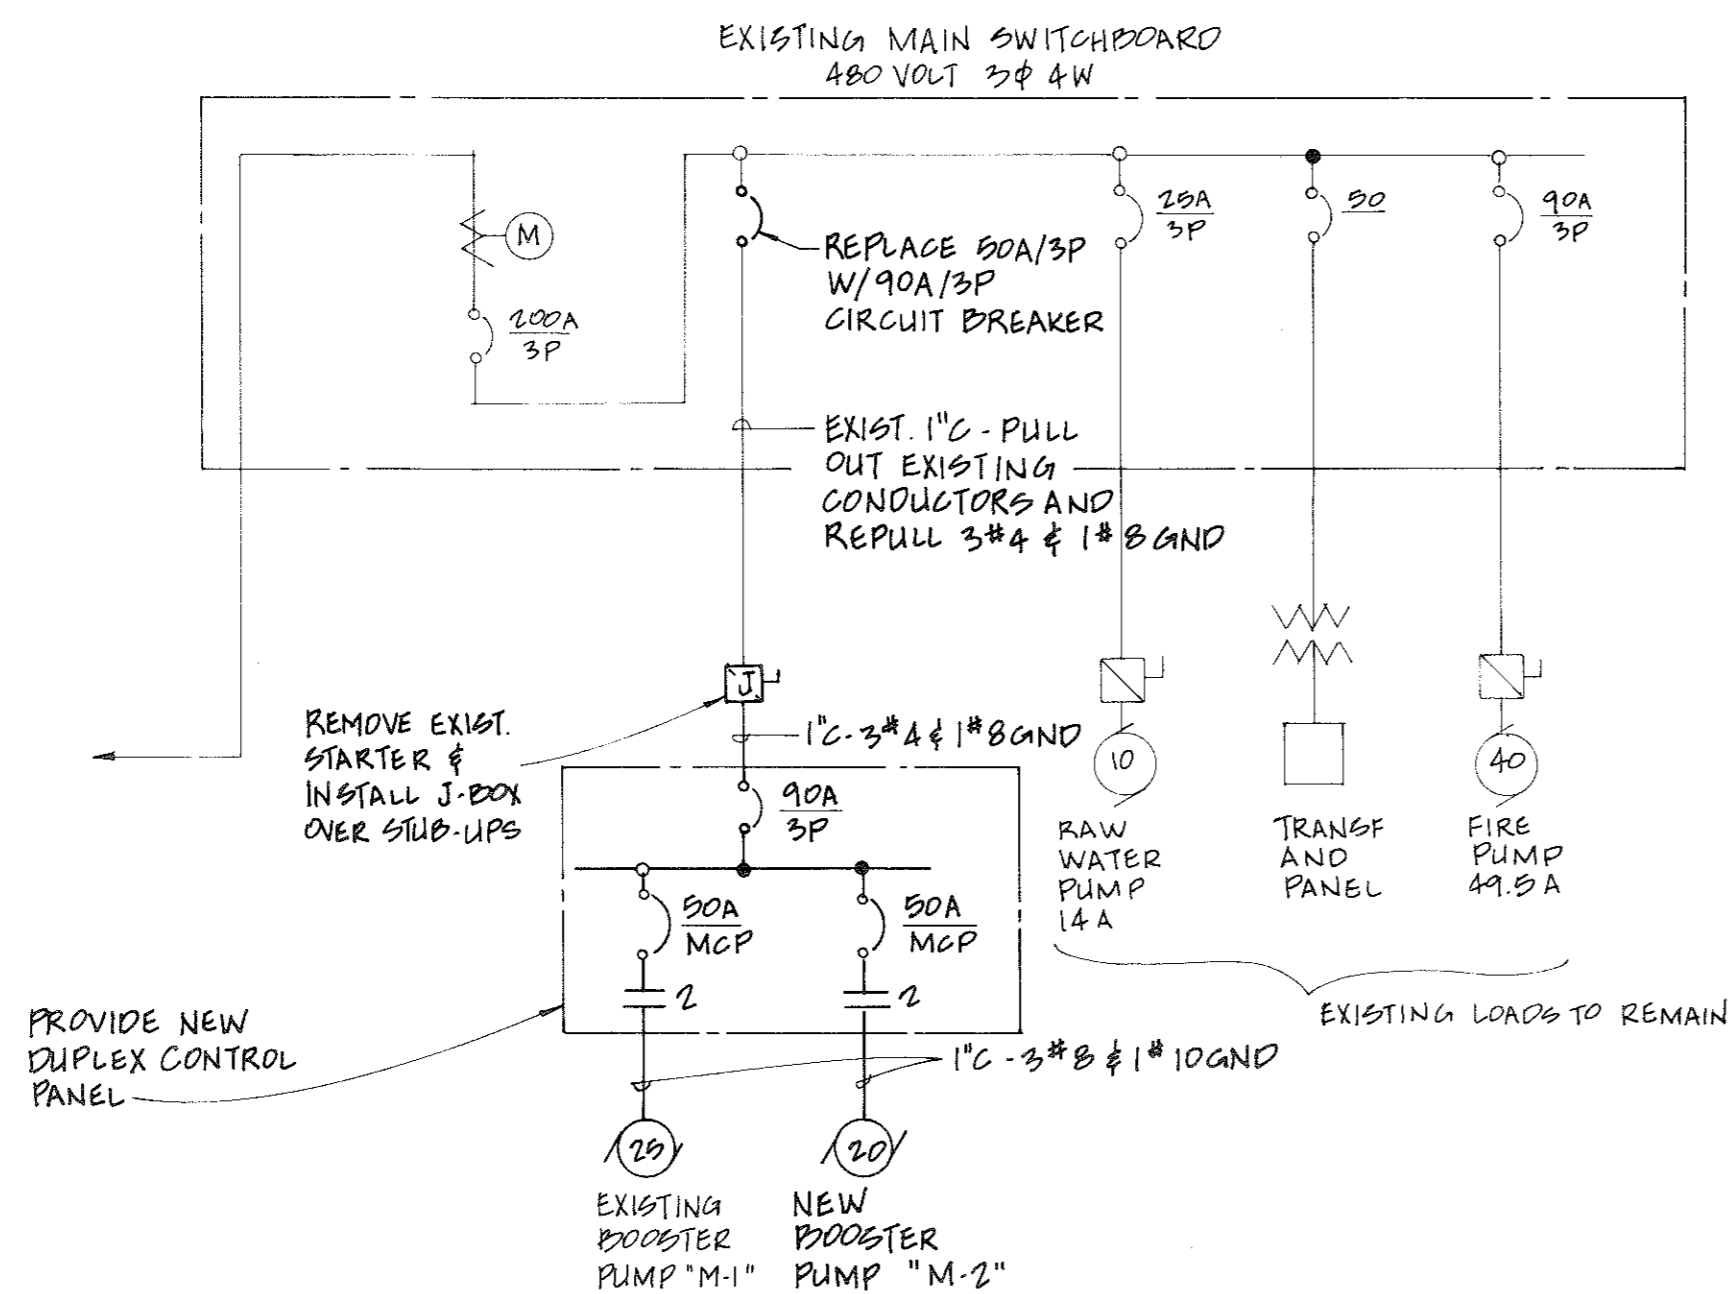 EXISTING MAIN SWITCHBOARD
480 VOLT 3φ 4W
M
200A
3P
REPLACE 50A/3P
W/90A/3P
CIRCUIT BREAKER
25A
3P
50
90A
3P
EXIST. 1"C - PULL
OUT EXISTING
CONDUCTORS AND
REPULL 3#4 & 1#8 GND
J
REMOVE EXIST.
STARTER &
INSTALL J-BOX
OVER STUB-UPS
1"C-3#4 & 1#8GND
90A
3P
50A
MCP
2
50A
MCP
2
10
RAW
WATER
PUMP
14A
TRANSF
AND
PANEL
40
FIRE
PUMP
49.5A
EXISTING LOADS TO REMAIN
PROVIDE NEW
DUPLEX CONTROL
PANEL
1"C - 3#8 & 1#10GND
25
EXISTING
BOOSTER
PUMP "M-1"
20
NEW
BOOSTER
PUMP "M-2"